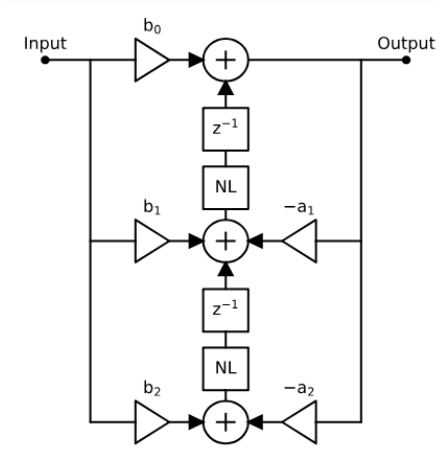 b₀
Input
Output
+
z⁻¹
NL
b₁
−a₁
+
z⁻¹
NL
b₂
−a₂
+